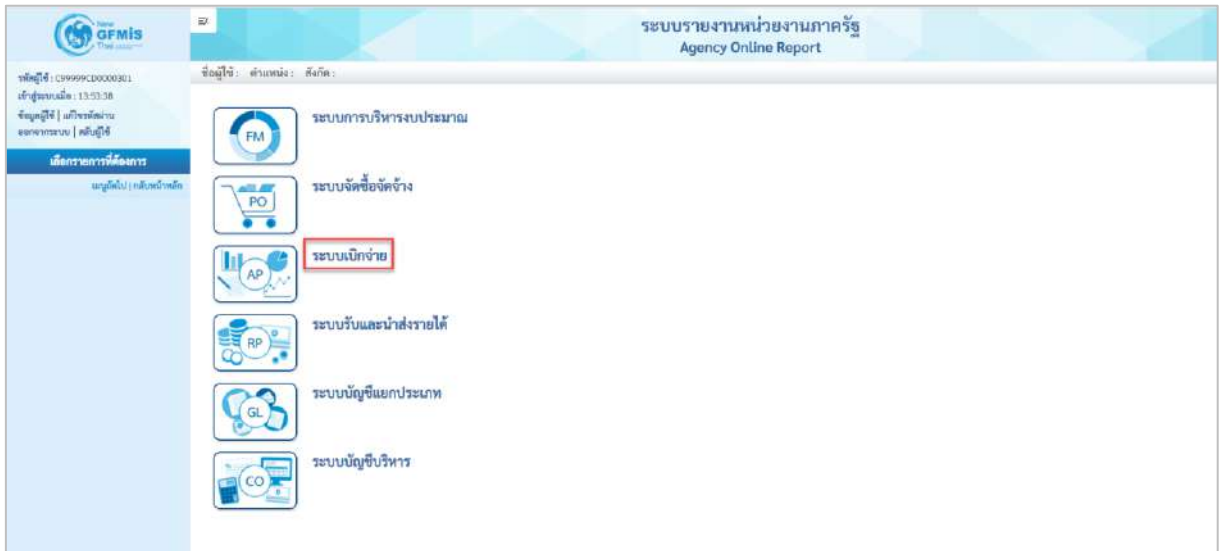 New
GFMIS
Thai
ระบบรายงานหน่วยงานภาครัฐ
Agency Online Report
รหัสผู้ใช้ : C99999CD0000301
เข้าสู่ระบบเมื่อ : 13:53:38
ข้อมูลผู้ใช้ | แก้ไขรหัสผ่าน
ออกจากระบบ | สลับผู้ใช้
เลือกรายการที่ต้องการ
เมนูถัดไป | กลับหน้าหลัก
ชื่อผู้ใช้ : ตำแหน่ง : สังกัด :
FM
ระบบการบริหารงบประมาณ
PO
ระบบจัดซื้อจัดจ้าง
AP
ระบบเบิกจ่าย
RP
ระบบรับและนำส่งรายได้
GL
ระบบบัญชีแยกประเภท
CO
ระบบบัญชีบริหาร